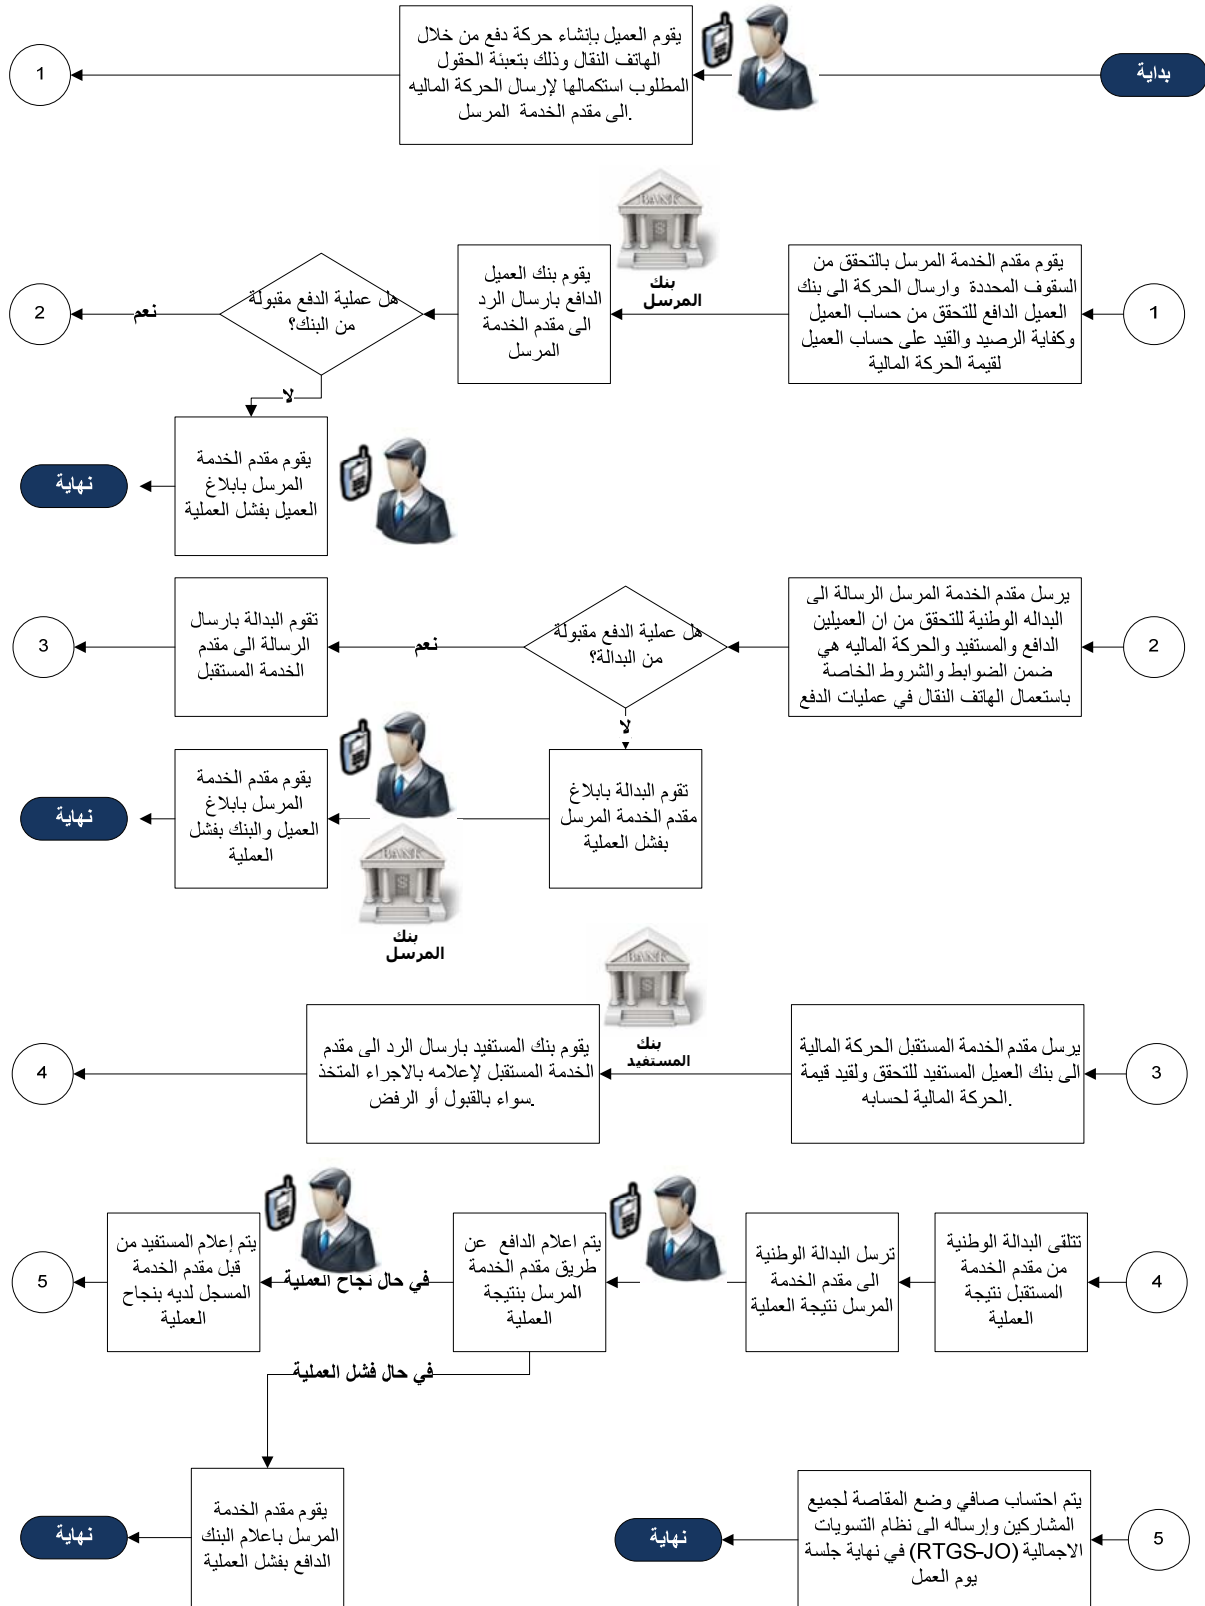 بداية
يقوم العميل بإنشاء حركة دفع من خلال
الهاتف النقال وذلك بتعبئة الحقول
المطلوب استكمالها لإرسال الحركة الماليه
الى مقدم الخدمة المرسل.
1
1
يقوم مقدم الخدمة المرسل بالتحقق من
السقوف المحددة وارسال الحركة الى بنك
العميل الدافع للتحقق من حساب العميل
وكفاية الرصيد والقيد على حساب العميل
لقيمة الحركة المالية
BANK
بنك
المرسل
يقوم بنك العميل
الدافع بارسال الرد
الى مقدم الخدمة
المرسل
هل عملية الدفع مقبولة
من البنك؟
نعم
2
لا
يقوم مقدم الخدمة
المرسل بابلاغ
العميل بفشل العملية
نهاية
2
يرسل مقدم الخدمة المرسل الرسالة الى
البداله الوطنية للتحقق من ان العميلين
الدافع والمستفيد والحركة الماليه هي
ضمن الضوابط والشروط الخاصة
باستعمال الهاتف النقال في عمليات الدفع
هل عملية الدفع مقبولة
من البدالة؟
نعم
تقوم البدالة بارسال
الرسالة الى مقدم
الخدمة المستقبل
3
لا
تقوم البدالة بابلاغ
مقدم الخدمة المرسل
بفشل العملية
يقوم مقدم الخدمة
المرسل بابلاغ
العميل والبنك بفشل
العملية
نهاية
BANK
بنك
المرسل
3
يرسل مقدم الخدمة المستقبل الحركة المالية
الى بنك العميل المستفيد للتحقق ولقيد قيمة
الحركة المالية لحسابه.
BANK
بنك
المستفيد
يقوم بنك المستفيد بارسال الرد الى مقدم
الخدمة المستقبل لإعلامه بالاجراء المتخذ
سواء بالقبول أو الرفض.
4
4
تتلقى البدالة الوطنية
من مقدم الخدمة
المستقبل نتيجة
العملية
ترسل البدالة الوطنية
الى مقدم الخدمة
المرسل نتيجة العملية
يتم اعلام الدافع عن
طريق مقدم الخدمة
المرسل بنتيجة
العملية
في حال نجاح العملية
يتم إعلام المستفيد من
قبل مقدم الخدمة
المسجل لديه بنجاح
العملية
5
في حال فشل العملية
يقوم مقدم الخدمة
المرسل باعلام البنك
الدافع بفشل العملية
نهاية
5
يتم احتساب صافي وضع المقاصة لجميع
المشاركين وإرساله الى نظام التسويات
الاجمالية (RTGS-JO) في نهاية جلسة
يوم العمل
نهاية